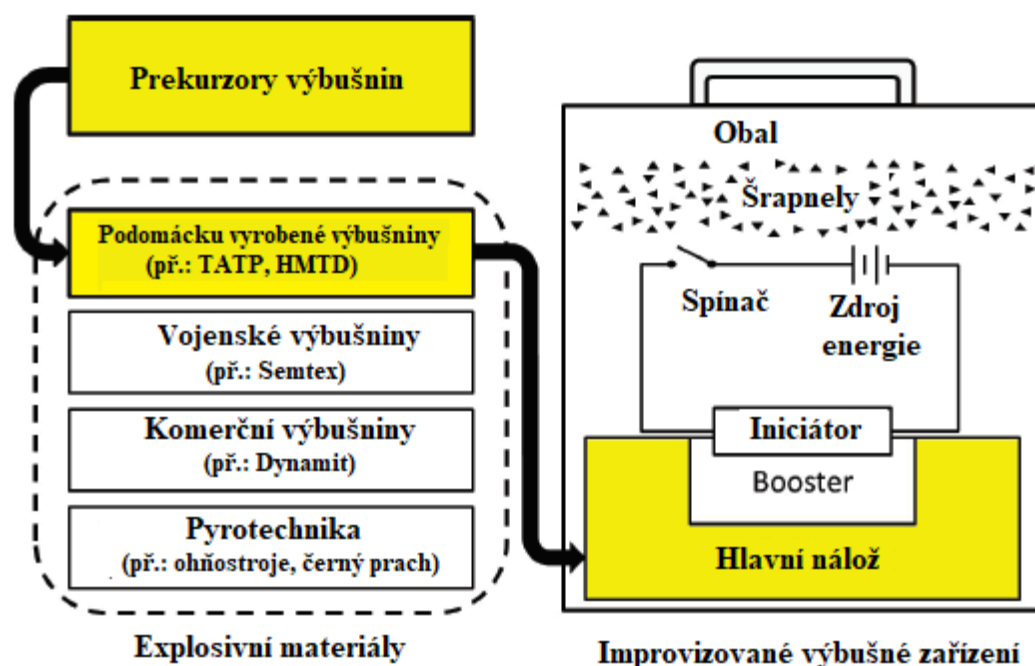 Prekurzory výbušnin
Podomácku vyrobené výbušniny
(př.: TATP, HMTD)
Vojenské výbušniny
(př.: Semtex)
Komerční výbušniny
(př.: Dynamit)
Pyrotechnika
(př.: ohňostroje, černý prach)
Explosivní materiály
Obal
Šrapnely
Spínač
Zdroj
energie
Iniciátor
Booster
Hlavní nálož
Improvizované výbušné zařízení